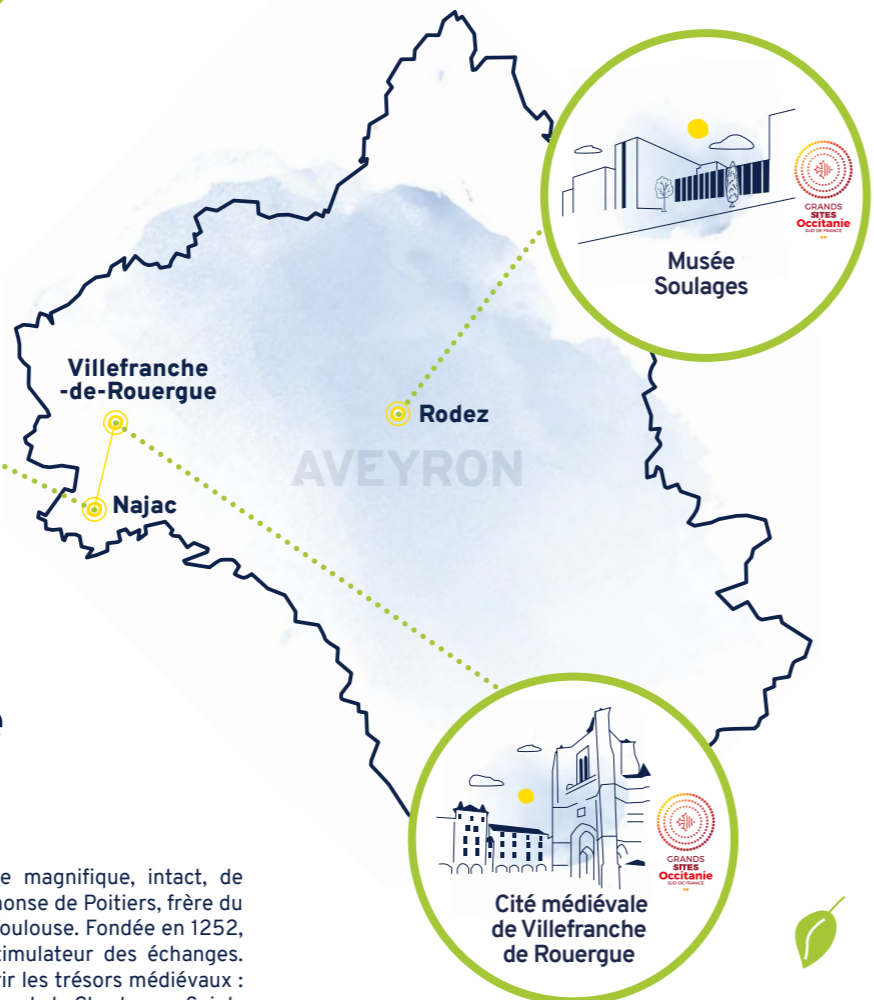 GRANDS
SITES
Occitanie
SUD DE FRANCE
Musée
Soulages
Villefranche
-de-Rouergue
Rodez
AVEYRON
Najac
e magnifique, intact, de
honse de Poitiers, frère du
oulouse. Fondée en 1252,
timulateur des échanges.
rir les trésors médiévaux :
GRANDS
SITES
Occitanie
SUD DE FRANCE
Cité médiévale
de Villefranche
de Rouergue